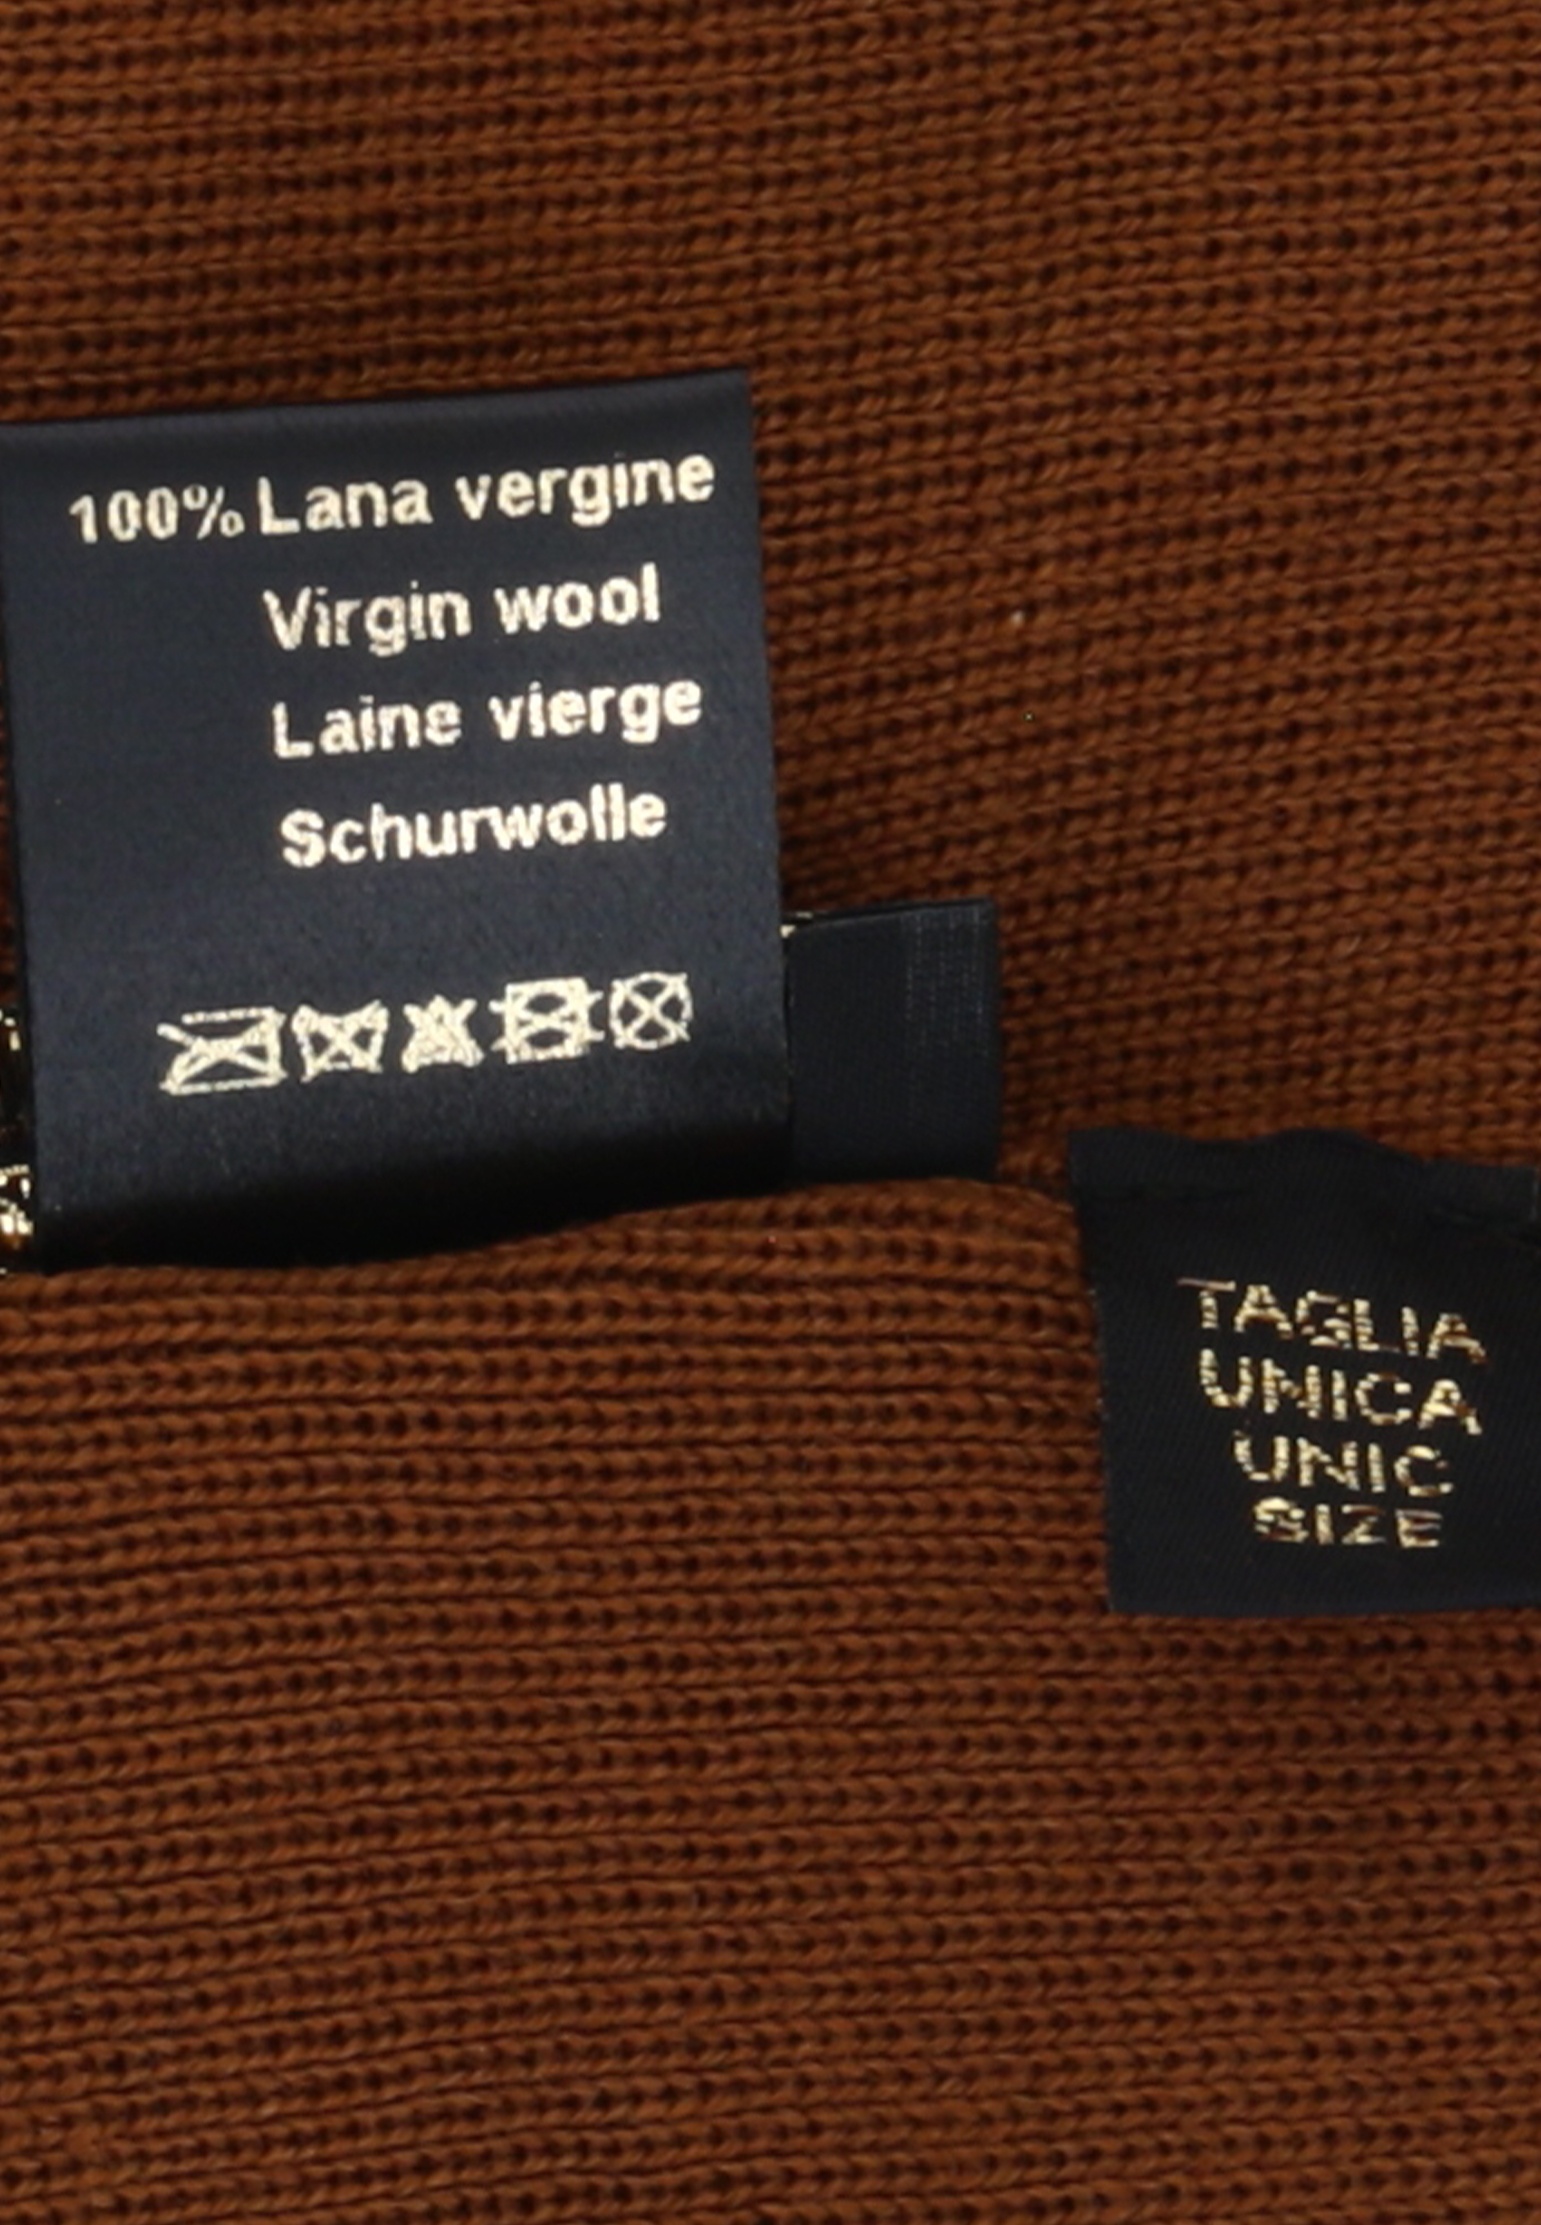 100% Lana vergine
Virgin wool
Laine vierge
Schurwolle
TAGLIA
UNICA
UNIC
SIZE